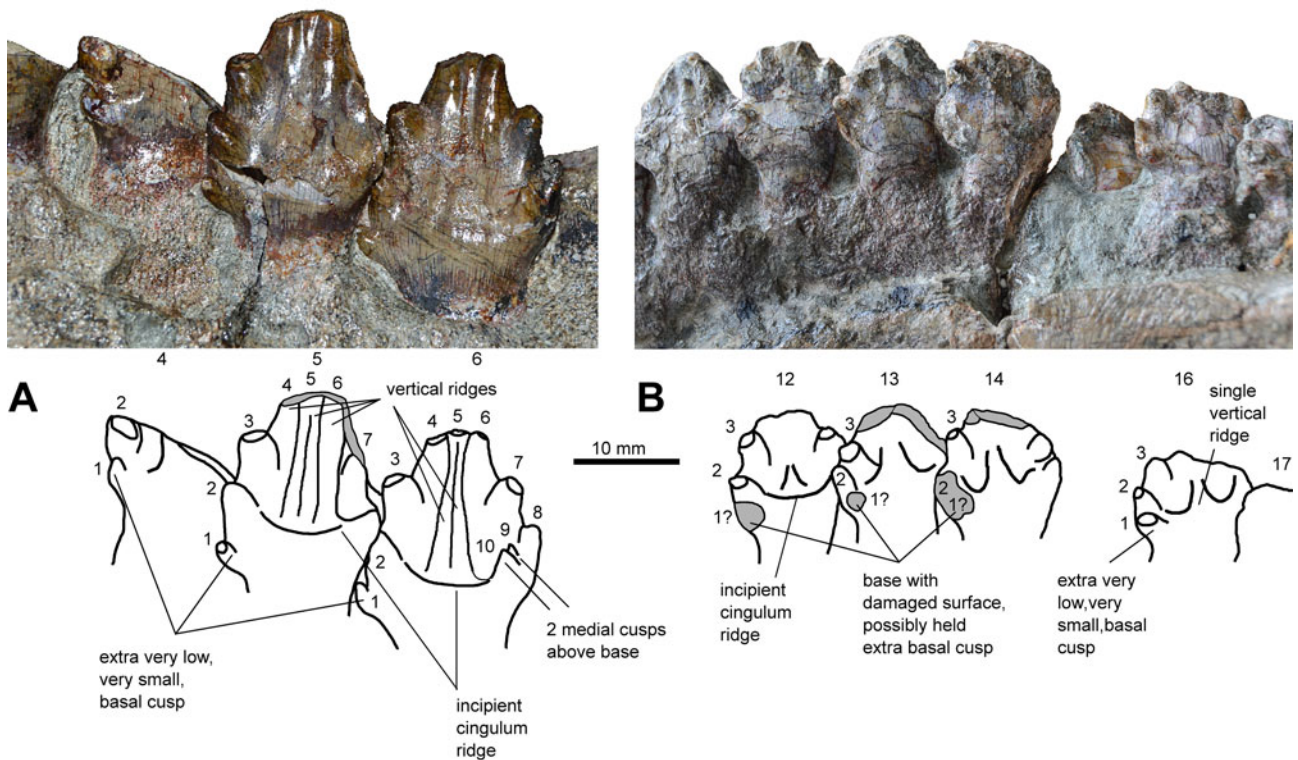 4 5 6
12 13 14 16
A
B
2
1
4 5 6
3
7
2
1
vertical ridges
4 5 6
3
7
8
9
10
2
1
extra very low,
very small,
basal cusp
incipient
cingulum
ridge
2 medial cusps
above base
10 mm
3
2
1?
3
2
1?
3
2
1?
single
vertical
ridge
3
2
1
17
incipient
cingulum
ridge
base with
damaged surface,
possibly held
extra basal cusp
extra very
low,very
small,basal
cusp